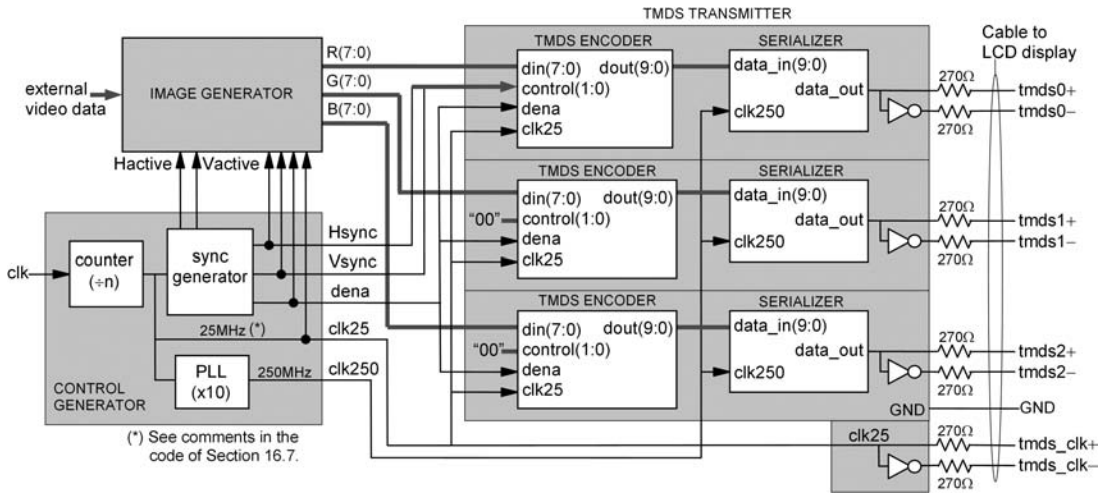 TMDS TRANSMITTER
Cable to
LCD display
external
video data
IMAGE GENERATOR
R(7:0)
G(7:0)
B(7:0)
Hactive
Vactive
TMDS ENCODER
din(7:0)
dout(9:0)
control(1:0)
dena
clk25
SERIALIZER
data_in(9:0)
data_out
clk250
270Ω
tmds0+
tmds0−
270Ω
TMDS ENCODER
din(7:0)
dout(9:0)
"00"
control(1:0)
dena
clk25
SERIALIZER
data_in(9:0)
data_out
clk250
270Ω
tmds1+
tmds1−
270Ω
TMDS ENCODER
din(7:0)
dout(9:0)
"00"
control(1:0)
dena
clk25
SERIALIZER
data_in(9:0)
data_out
clk250
270Ω
tmds2+
tmds2−
270Ω
GND
GND
clk25
270Ω
tmds_clk+
tmds_clk−
270Ω
clk
counter
(÷n)
sync
generator
Hsync
Vsync
dena
25MHz (*)
clk25
PLL
(x10)
250MHz
clk250
CONTROL
GENERATOR
(*) See comments in the
code of Section 16.7.